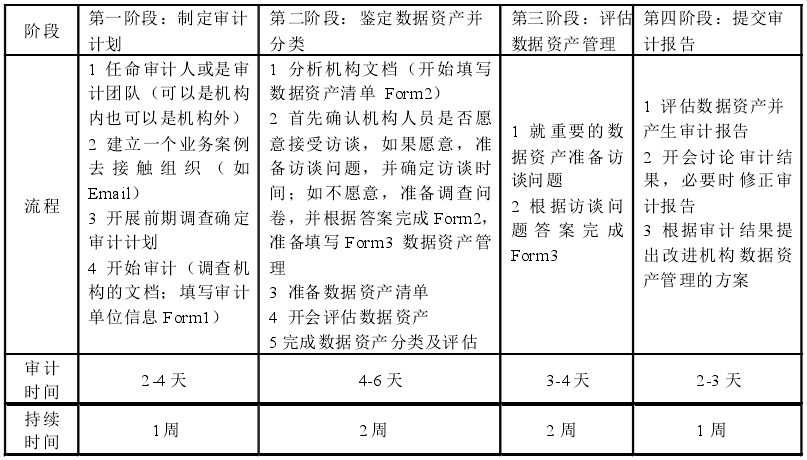 阶段
第一阶段：制定审计
计划
第二阶段：鉴定数据资产并
分类
第三阶段：评估
数据资产管理
第四阶段：提交审
计报告
流程
1 任命审计人或是审
计团队（可以是机构
内也可以是机构外）
2 建立一个业务案例
去接触组织（如
Email）
3 开展前期调查确定
审计计划
4 开始审计（调查机
构的文档；填写审计
单位信息 Form1）
1 分析机构文档（开始填写
数据资产清单 Form2）
2 首先确认机构人员是否愿
意接受访谈，如果愿意，准
备访谈问题，并确定访谈时
间；如不愿意，准备调查问
卷，并根据答案完成 Form2，
准备填写 Form3 数据资产管
理
3 准备数据资产清单
4 开会评估数据资产
5 完成数据资产分类及评估
1 就重要的数
据资产准备访
谈问题
2 根据访谈问
题答案完成
Form3
1 评估数据资产并
产生审计报告
2 开会讨论审计结
果，必要时修正审
计报告
3 根据审计结果提
出改进机构数据资
产管理的方案
审计
时间
2-4 天
4-6 天
3-4 天
2-3 天
持续
时间
1 周
2 周
2 周
1 周